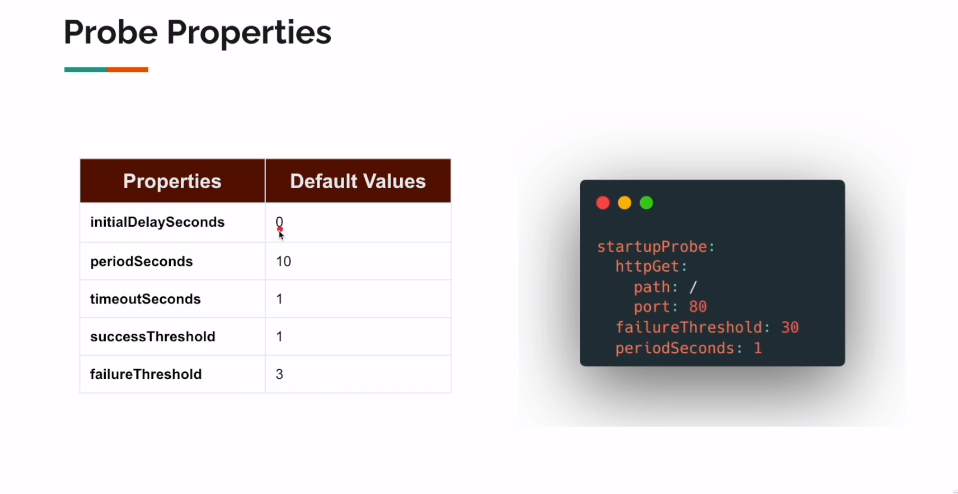 Probe Properties
Properties Default Values
initialDelaySeconds 0
periodSeconds 10
timeoutSeconds 1
successThreshold 1
failureThreshold 3
startupProbe:
httpGet:
path: /
port: 80
failureThreshold: 30
periodSeconds: 1